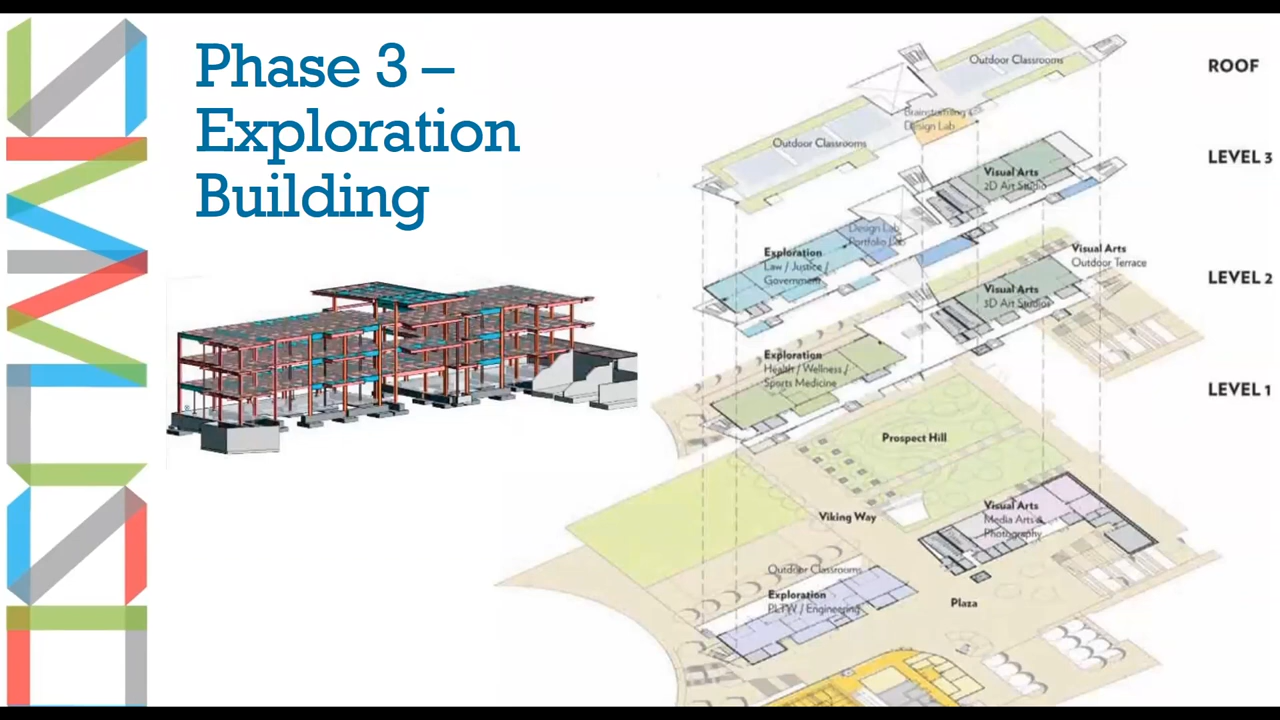 Phase 3 –
Exploration
Building
ROOF
Outdoor Classrooms
Brainstorming &
Design Lab
Outdoor Classrooms
LEVEL 3
Visual Arts
2D Art Studio
Design Lab
Portfolio Lab
Exploration
Law / Justice /
Government
Visual Arts
Outdoor Terrace
LEVEL 2
Visual Arts
3D Art Studios
Exploration
Health / Wellness /
Sports Medicine
LEVEL 1
Prospect Hill
Visual Arts
Media Arts &
Photography
Viking Way
Outdoor Classrooms
Exploration
PLTW / Engineering
Plaza